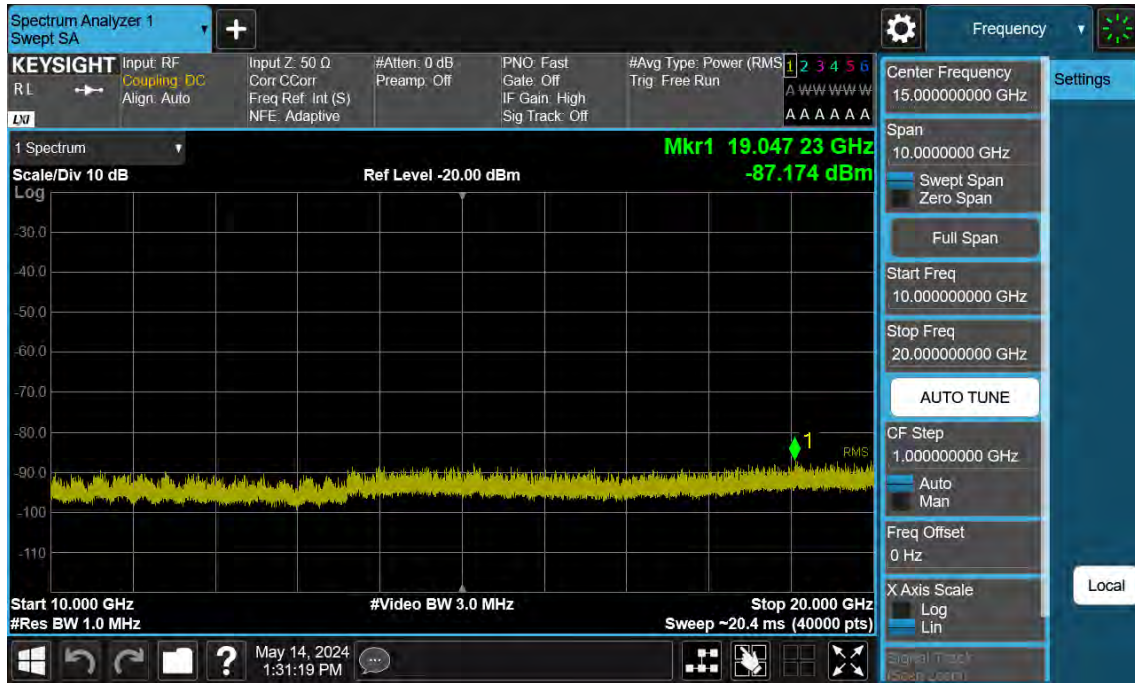 Spectrum Analyzer 1
Swept SA
+
Frequency
KEYSIGHT
RL
LXI
Input: RF
Coupling: DC
Align: Auto
Input Z: 50 Ω
Corr CCorr
Freq Ref: Int (S)
NFE: Adaptive
#Atten: 0 dB
Preamp: Off
PNO: Fast
Gate: Off
IF Gain: High
Sig Track: Off
#Avg Type: Power (RMS
Trig: Free Run
1 2 3 4 5 6
A W W W W W
A A A A A A
1 Spectrum
Mkr1 19.047 23 GHz
Scale/Div 10 dB
Ref Level -20.00 dBm
-87.174 dBm
Log
-30.0
-40.0
-50.0
-60.0
-70.0
-80.0
1
RMS
-90.0
-100
-110
Start 10.000 GHz
#Video BW 3.0 MHz
Stop 20.000 GHz
#Res BW 1.0 MHz
Sweep ~20.4 ms (40000 pts)
Center Frequency
15.000000000 GHz
Settings
Span
10.0000000 GHz
Swept Span
Zero Span
Full Span
Start Freq
10.000000000 GHz
Stop Freq
20.000000000 GHz
AUTO TUNE
CF Step
1.000000000 GHz
Auto
Man
Freq Offset
0 Hz
X Axis Scale
Log
Lin
Local
Signal Track
(Span Zoom)
?
May 14, 2024
1:31:19 PM